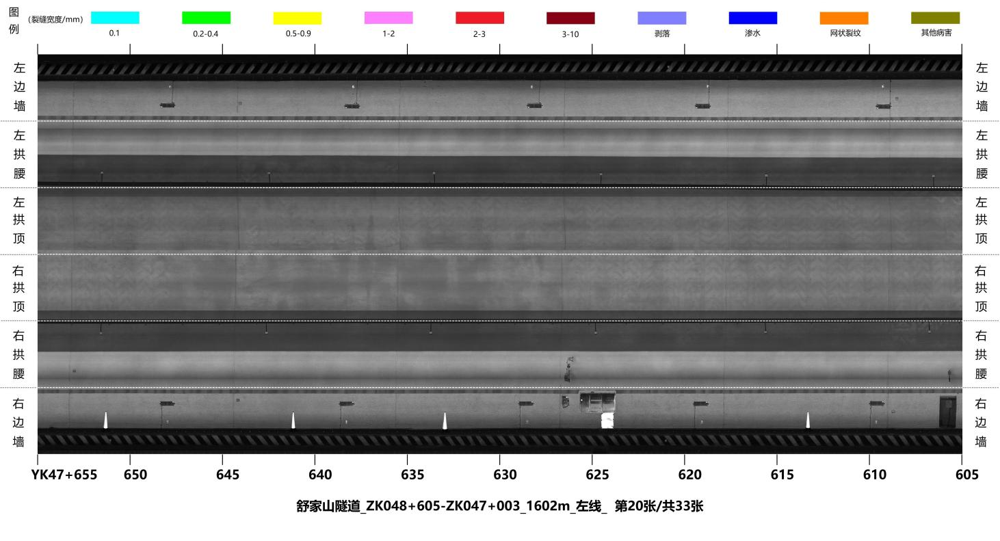 图例
(裂缝宽度/mm)
0.1
0.2-0.4
0.5-0.9
1-2
2-3
3-10
剥落
渗水
网状裂纹
其他病害
左边墙
左边墙
左拱腰
左拱腰
左拱顶
左拱顶
右拱顶
右拱顶
右拱腰
右拱腰
右边墙
右边墙
YK47+655 650 645 640 635 630 625 620 615 610 605
舒家山隧道_ZK048+605-ZK047+003_1602m_左线_ 第20张/共33张